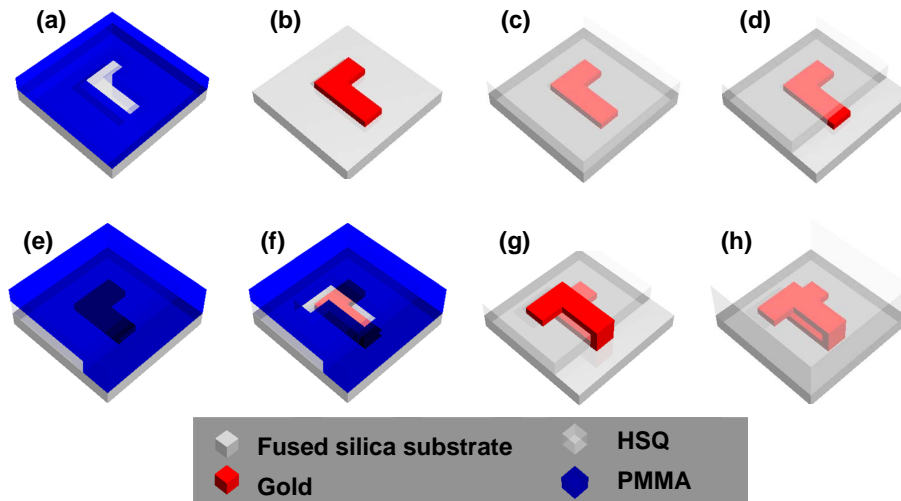 (a) (b) (c) (d)
(e) (f) (g) (h)
Fused silica substrate HSQ
Gold PMMA